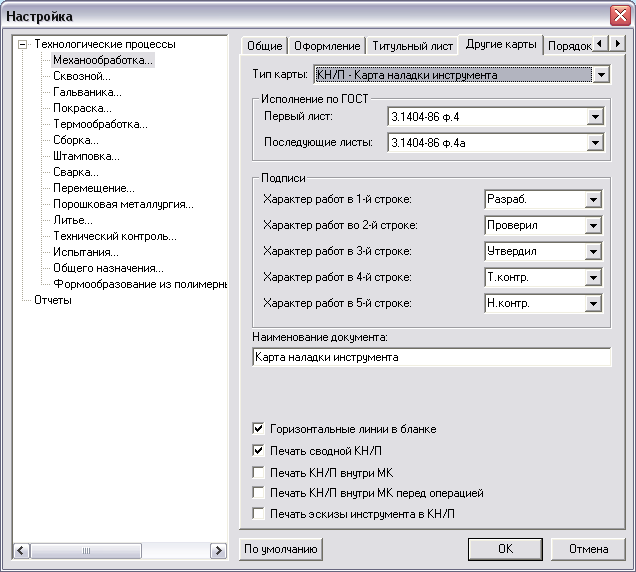 Настройка
Технологические процессы
Механообработка...
Сквозной...
Гальваника...
Покраска...
Термообработка...
Сборка...
Штамповка...
Сварка...
Перемещение...
Порошковая металлургия...
Литье...
Технический контроль...
Испытания...
Общего назначения...
Формообразование из полимерны
Отчеты
Общие Оформление Титульный лист Другие карты Порядок
Тип карты: КН/П - Карта наладки инструмента
Исполнение по ГОСТ
Первый лист: 3.1404-86 ф.4
Последующие листы: 3.1404-86 ф.4а
Подписи
Характер работ в 1-й строке: Разраб.
Характер работ во 2-й строке: Проверил
Характер работ в 3-й строке: Утвердил
Характер работ в 4-й строке: Т.контр.
Характер работ в 5-й строке: Н.контр.
Наименование документа:
Карта наладки инструмента
Горизонтальные линии в бланке
Печать сводной КН/П
Печать КН/П внутри МК
Печать КН/П внутри МК перед операцией
Печать эскизы инструмента в КН/П
По умолчанию OK Отмена